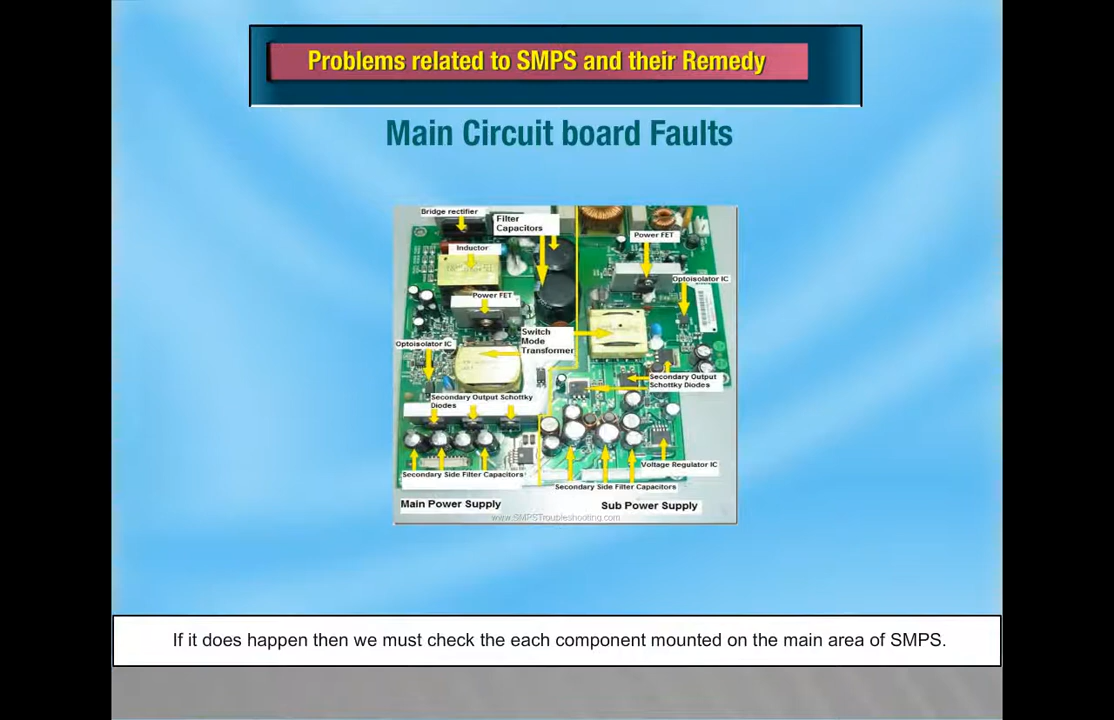 Problems related to SMPS and their Remedy
Main Circuit board Faults
Bridge rectifier
Filter
Capacitors
Power FET
Inductor
Optoisolator IC
Power FET
Switch
Mode
Transformer
Optoisolator IC
Secondary Output
Schottky Diodes
Secondary Output Schottky
Diodes
Voltage Regulator IC
Secondary Side Filter Capacitors
Secondary Side Filter Capacitors
Main Power Supply
Sub Power Supply
www.SMPSTroubleshooting.com
If it does happen then we must check the each component mounted on the main area of SMPS.